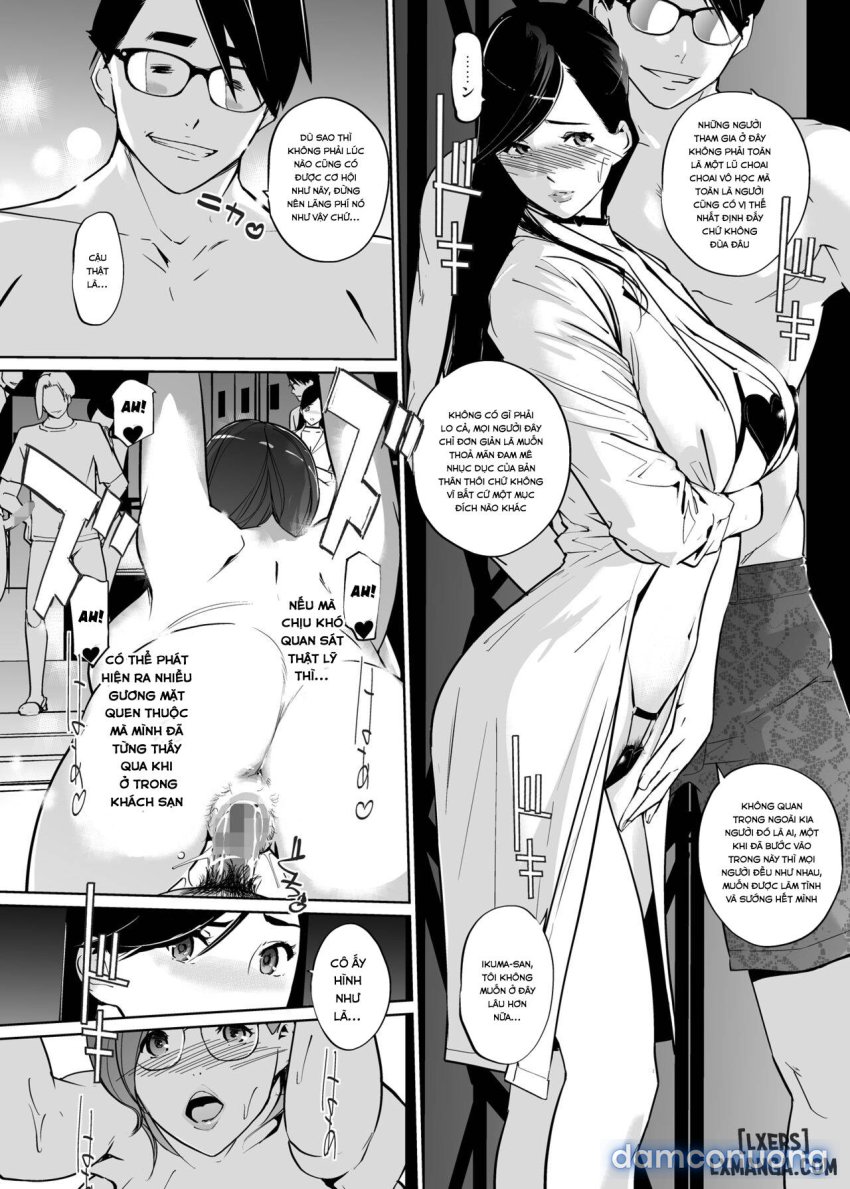 NHỮNG NGƯỜI
THAM GIA Ở ĐÂY
KHÔNG PHẢI TOÀN
LÀ MỘT LŨ CHOAI
CHOAI VÔ HỌC MÀ
TOÀN LÀ NGƯỜI
CŨNG CÓ VỊ THẾ
NHẤT ĐỊNH ĐẤY
CHỨ KHÔNG
ĐÙA ĐÂU
KHÔNG CÓ GÌ PHẢI
LO CẢ, MỌI NGƯỜI ĐÂY
CHỈ ĐƠN GIẢN LÀ MUỐN
THOẢ MÃN ĐAM MÊ
NHỤC DỤC CỦA BẢN
THÂN THÔI CHỨ KHÔNG
VÌ BẤT CỨ MỘT MỤC
ĐÍCH NÀO KHÁC
KHÔNG QUAN
TRỌNG NGOÀI KIA
NGƯỜI ĐÓ LÀ AI, MỘT
KHI ĐÃ BƯỚC VÀO
TRONG NÀY THÌ MỌI
NGƯỜI ĐỀU NHƯ NHAU,
MUỐN ĐƯỢC LÀM TÌNH
VÀ SƯỚNG HẾT MÌNH
IKUMA-SAN,
TÔI KHÔNG
MUỐN Ở ĐÂY
LÂU HƠN
NỮA...
DÙ SAO THÌ
KHÔNG PHẢI LÚC
NÀO CŨNG CÓ
ĐƯỢC CƠ HỘI
NHƯ NÀY, ĐỪNG
NÊN LÃNG PHÍ NÓ
NHƯ VẬY CHỨ...
ニカ
CẬU
THẬT
LÀ...
AH!
AH!
AH!
NẾU MÀ
CHỊU KHÓ
QUAN SÁT
THẬT KỸ
THÌ...
CÓ THỂ PHÁT
HIỆN RA NHIỀU
GƯƠNG MẶT
QUEN THUỘC
MÀ MÌNH ĐÃ
TỪNG THẤY
QUA KHI
Ở TRONG
KHÁCH SẠN
CÔ ẤY
HÌNH
NHƯ
LÀ...
[LXERS]
LXMANGA.COM
damconuong